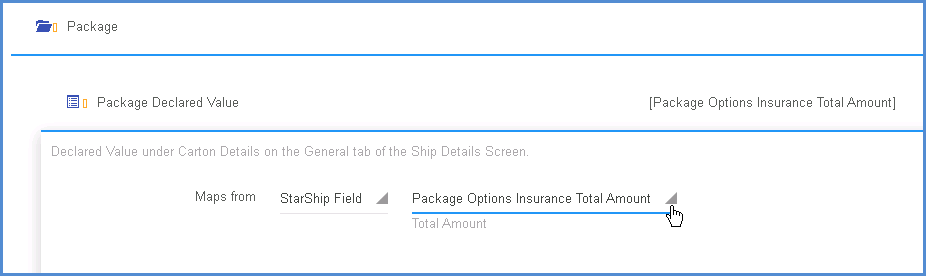 Package
Package Declared Value [Package Options Insurance Total Amount]
Declared Value under Carton Details on the General tab of the Ship Details Screen.
Maps from StarShip Field Package Options Insurance Total Amount
Total Amount